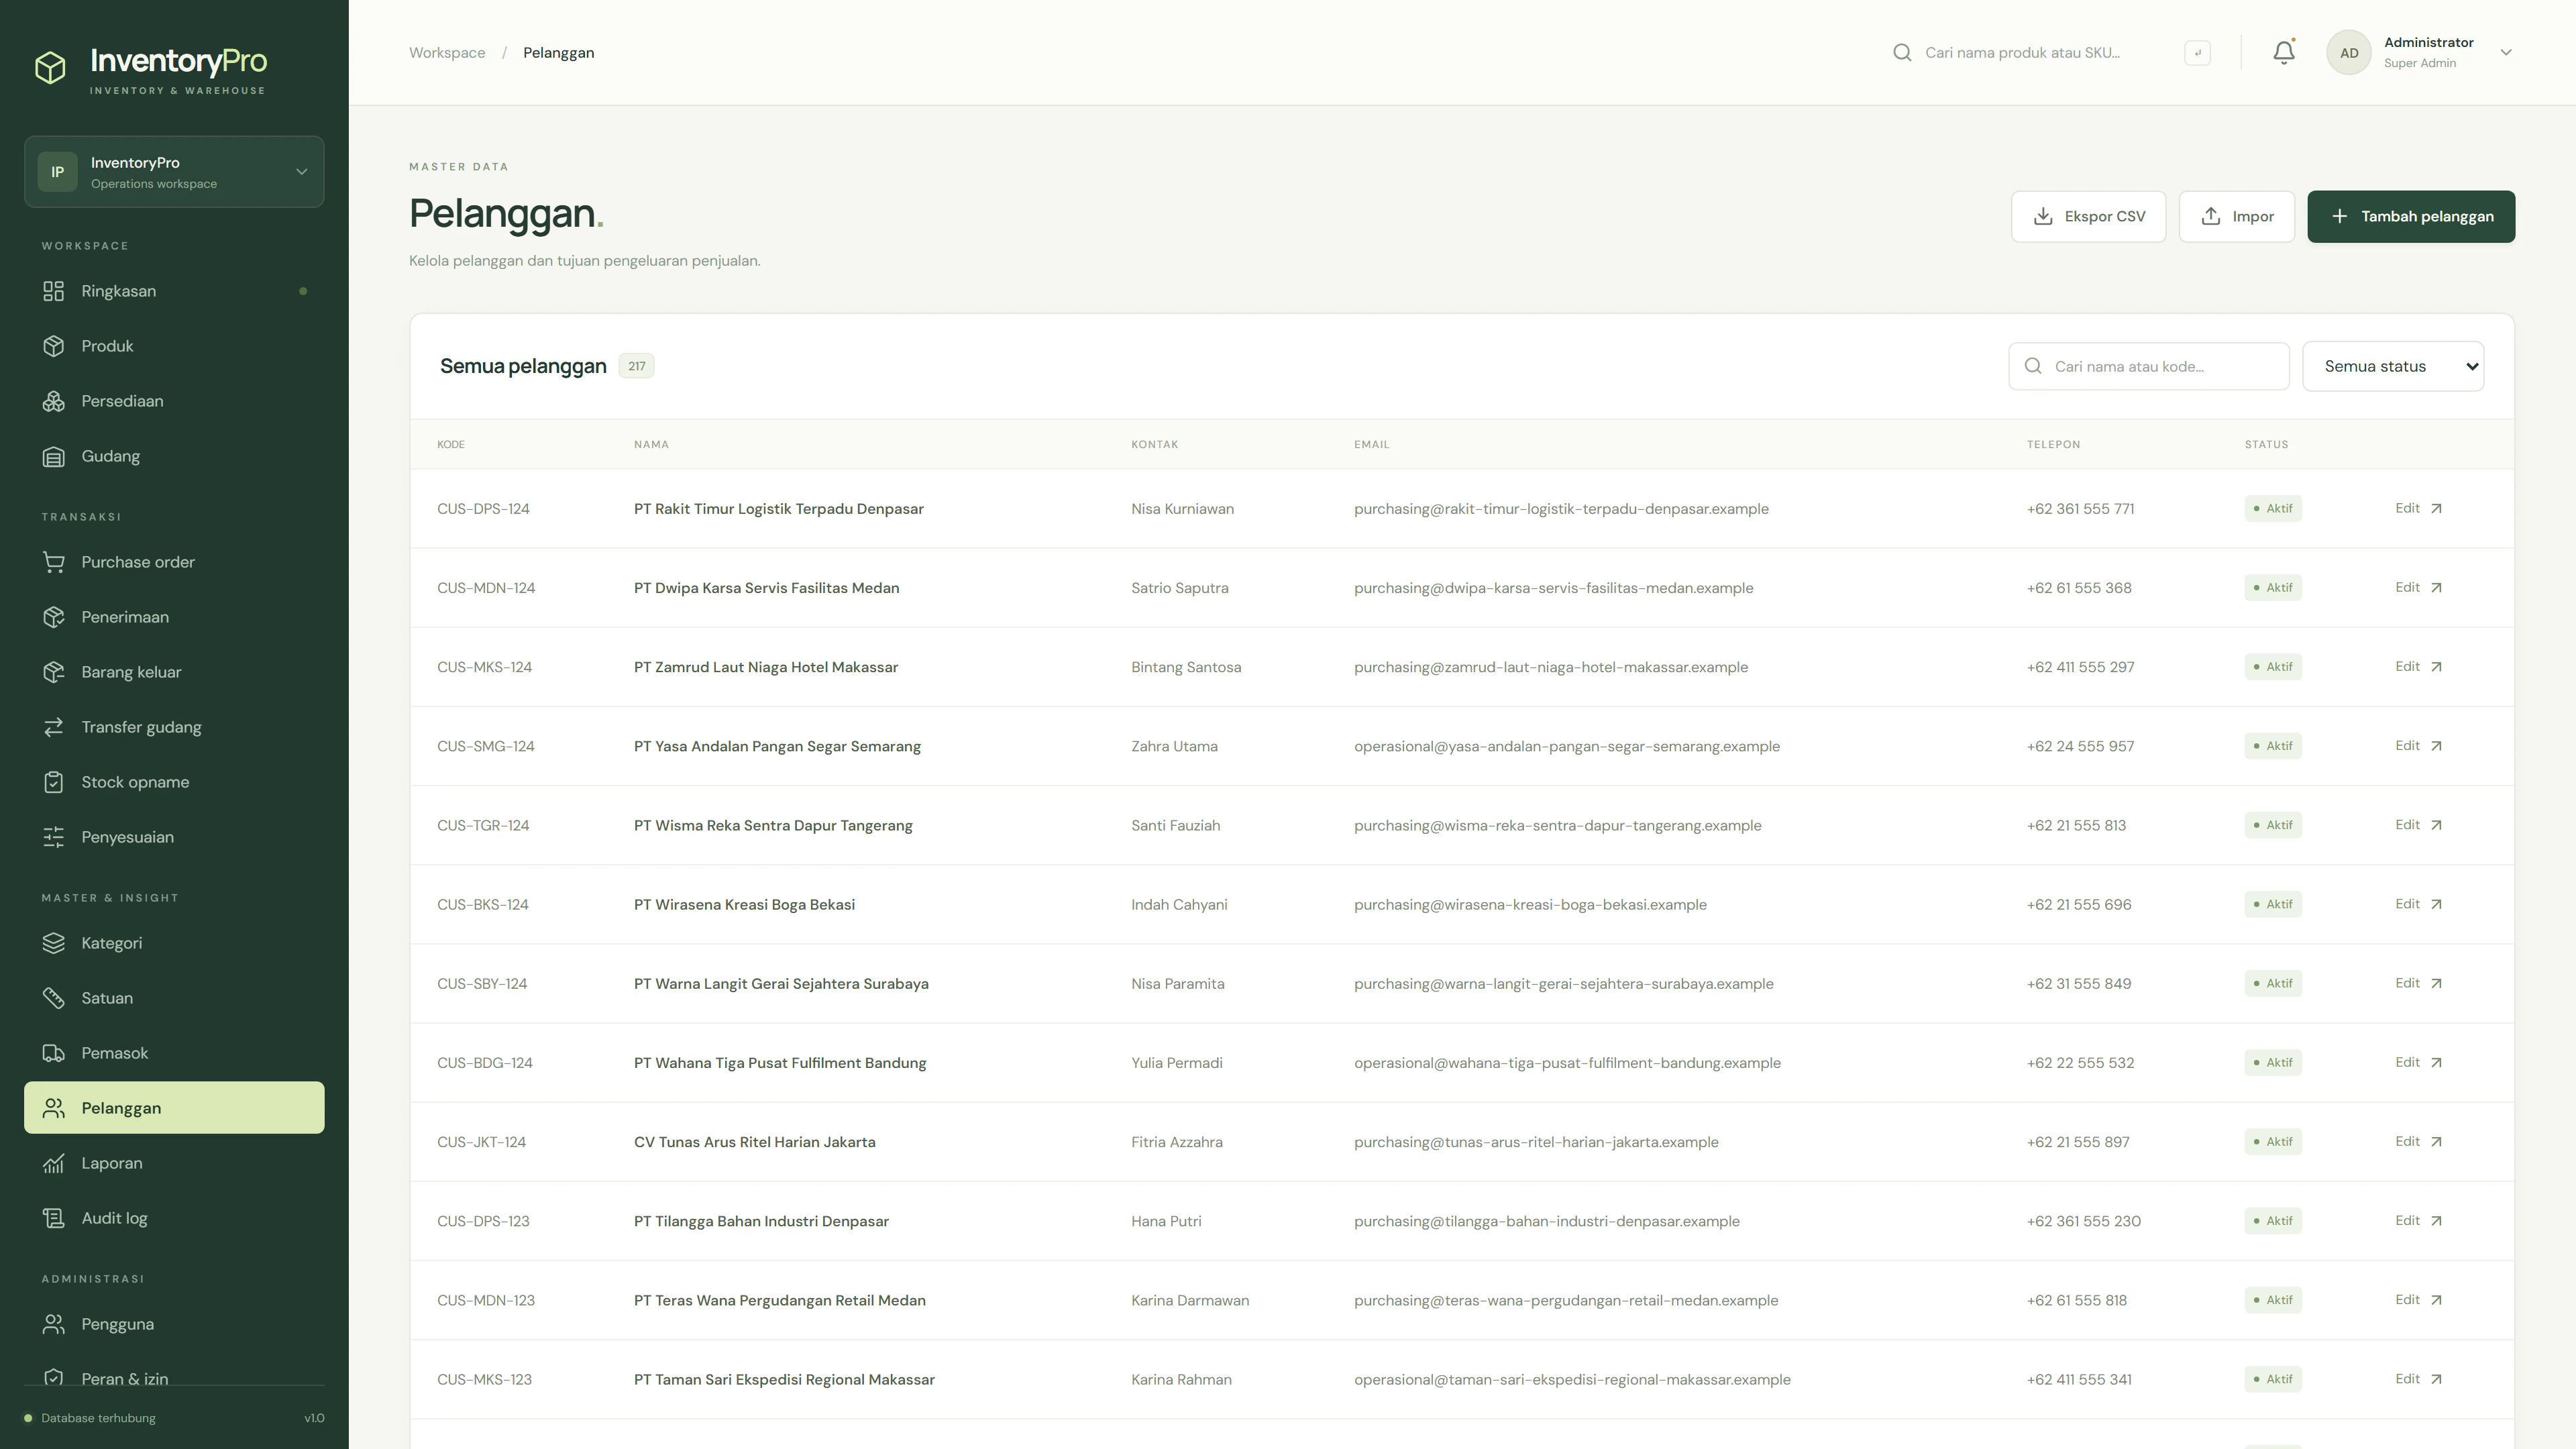 InventoryPro
INVENTORY & WAREHOUSE
IP
InventoryPro
Operations workspace
WORKSPACE
Ringkasan
Produk
Persediaan
Gudang
TRANSAKSI
Purchase order
Penerimaan
Barang keluar
Transfer gudang
Stock opname
Penyesuaian
MASTER & INSIGHT
Kategori
Satuan
Pemasok
Pelanggan
Laporan
Audit log
ADMINISTRASI
Pengguna
Peran & izin
Database terhubung v1.0
Workspace / Pelanggan
Cari nama produk atau SKU...
AD
Administrator
Super Admin
MASTER DATA
Pelanggan.
Kelola pelanggan dan tujuan pengeluaran penjualan.
Ekspor CSV
Impor
Tambah pelanggan
Semua pelanggan 217
Cari nama atau kode...
Semua status
KODE NAMA KONTAK EMAIL TELEPON STATUS
CUS-DPS-124 PT Rakit Timur Logistik Terpadu Denpasar Nisa Kurniawan purchasing@rakit-timur-logistik-terpadu-denpasar.example +62 361 555 771 Aktif Edit
CUS-MDN-124 PT Dwipa Karsa Servis Fasilitas Medan Satrio Saputra purchasing@dwipa-karsa-servis-fasilitas-medan.example +62 61 555 368 Aktif Edit
CUS-MKS-124 PT Zamrud Laut Niaga Hotel Makassar Bintang Santosa purchasing@zamrud-laut-niaga-hotel-makassar.example +62 411 555 297 Aktif Edit
CUS-SMG-124 PT Yasa Andalan Pangan Segar Semarang Zahra Utama operasional@yasa-andalan-pangan-segar-semarang.example +62 24 555 957 Aktif Edit
CUS-TGR-124 PT Wisma Reka Sentra Dapur Tangerang Santi Fauziah purchasing@wisma-reka-sentra-dapur-tangerang.example +62 21 555 813 Aktif Edit
CUS-BKS-124 PT Wirasena Kreasi Boga Bekasi Indah Cahyani purchasing@wirasena-kreasi-boga-bekasi.example +62 21 555 696 Aktif Edit
CUS-SBY-124 PT Warna Langit Gerai Sejahtera Surabaya Nisa Paramita purchasing@warna-langit-gerai-sejahtera-surabaya.example +62 31 555 849 Aktif Edit
CUS-BDG-124 PT Wahana Tiga Pusat Fulfilment Bandung Yulia Permadi operasional@wahana-tiga-pusat-fulfilment-bandung.example +62 22 555 532 Aktif Edit
CUS-JKT-124 CV Tunas Arus Ritel Harian Jakarta Fitria Azzahra purchasing@tunas-arus-ritel-harian-jakarta.example +62 21 555 897 Aktif Edit
CUS-DPS-123 PT Tilangga Bahan Industri Denpasar Hana Putri purchasing@tilangga-bahan-industri-denpasar.example +62 361 555 230 Aktif Edit
CUS-MDN-123 PT Teras Wana Pergudangan Retail Medan Karina Darmawan purchasing@teras-wana-pergudangan-retail-medan.example +62 61 555 818 Aktif Edit
CUS-MKS-123 PT Taman Sari Ekspedisi Regional Makassar Karina Rahman operasional@taman-sari-ekspedisi-regional-makassar.example +62 411 555 341 Aktif Edit